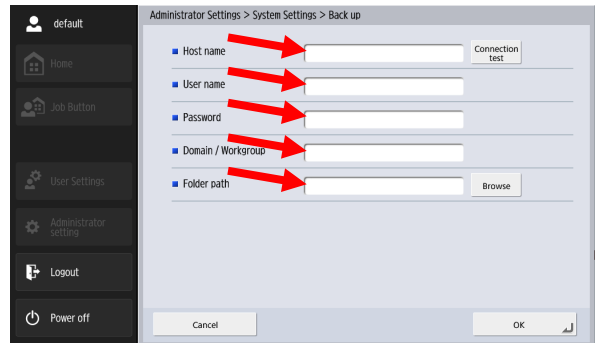 default
Home
Job Button
User Settings
Administrator
setting
Logout
Power off
Administrator Settings > System Settings > Back up
Host name
Connection
test
User name
Password
Domain / Workgroup
Folder path
Browse
Cancel
OK